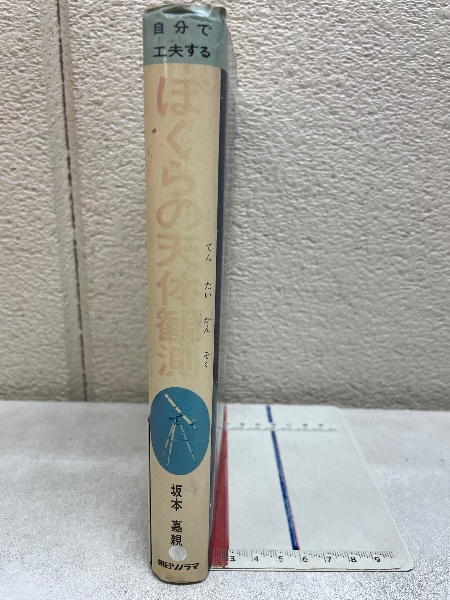 自分で
工夫する
ぼくらの天体観測
てん たい かん そく
坂本 嘉親
朝日ソノラマ
3 4 5 6 7 8 9